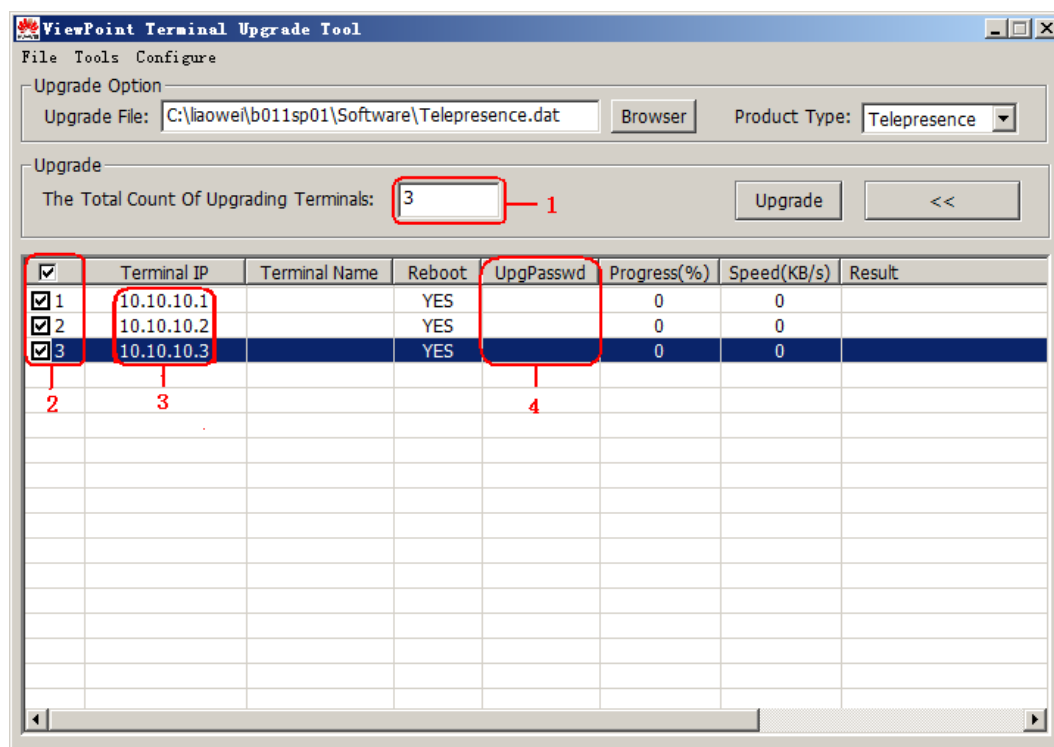 ViewPoint Terminal Upgrade Tool
File Tools Configure
Upgrade Option
Upgrade File: C:\liaowei\b011sp01\Software\Telepresence.dat Browser Product Type: Telepresence
Upgrade
The Total Count Of Upgrading Terminals: 3 1 Upgrade <<
Terminal IP Terminal Name Reboot UpgPasswd Progress(%) Speed(KB/s) Result
1 10.10.10.1 YES 0 0
2 10.10.10.2 YES 0 0
3 10.10.10.3 YES 0 0
2 3 4